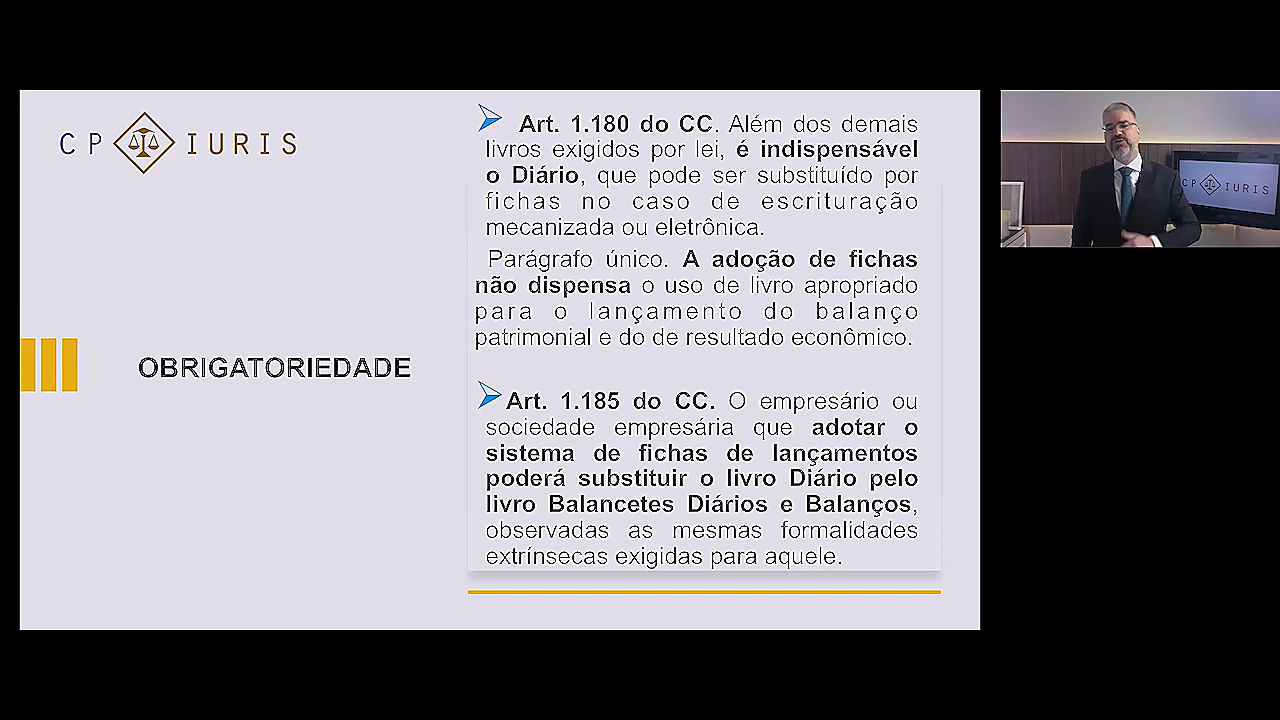 CP IURIS
OBRIGATORIEDADE
Art. 1.180 do CC. Além dos demais
livros exigidos por lei, é indispensável
o Diário, que pode ser substituído por
fichas no caso de escrituração
mecanizada ou eletrônica.
Parágrafo único. A adoção de fichas
não dispensa o uso de livro apropriado
para o lançamento do balanço
patrimonial e do de resultado econômico.
Art. 1.185 do CC. O empresário ou
sociedade empresária que adotar o
sistema de fichas de lançamentos
poderá substituir o livro Diário pelo
livro Balancetes Diários e Balanços,
observadas as mesmas formalidades
extrínsecas exigidas para aquele.
CP IURIS